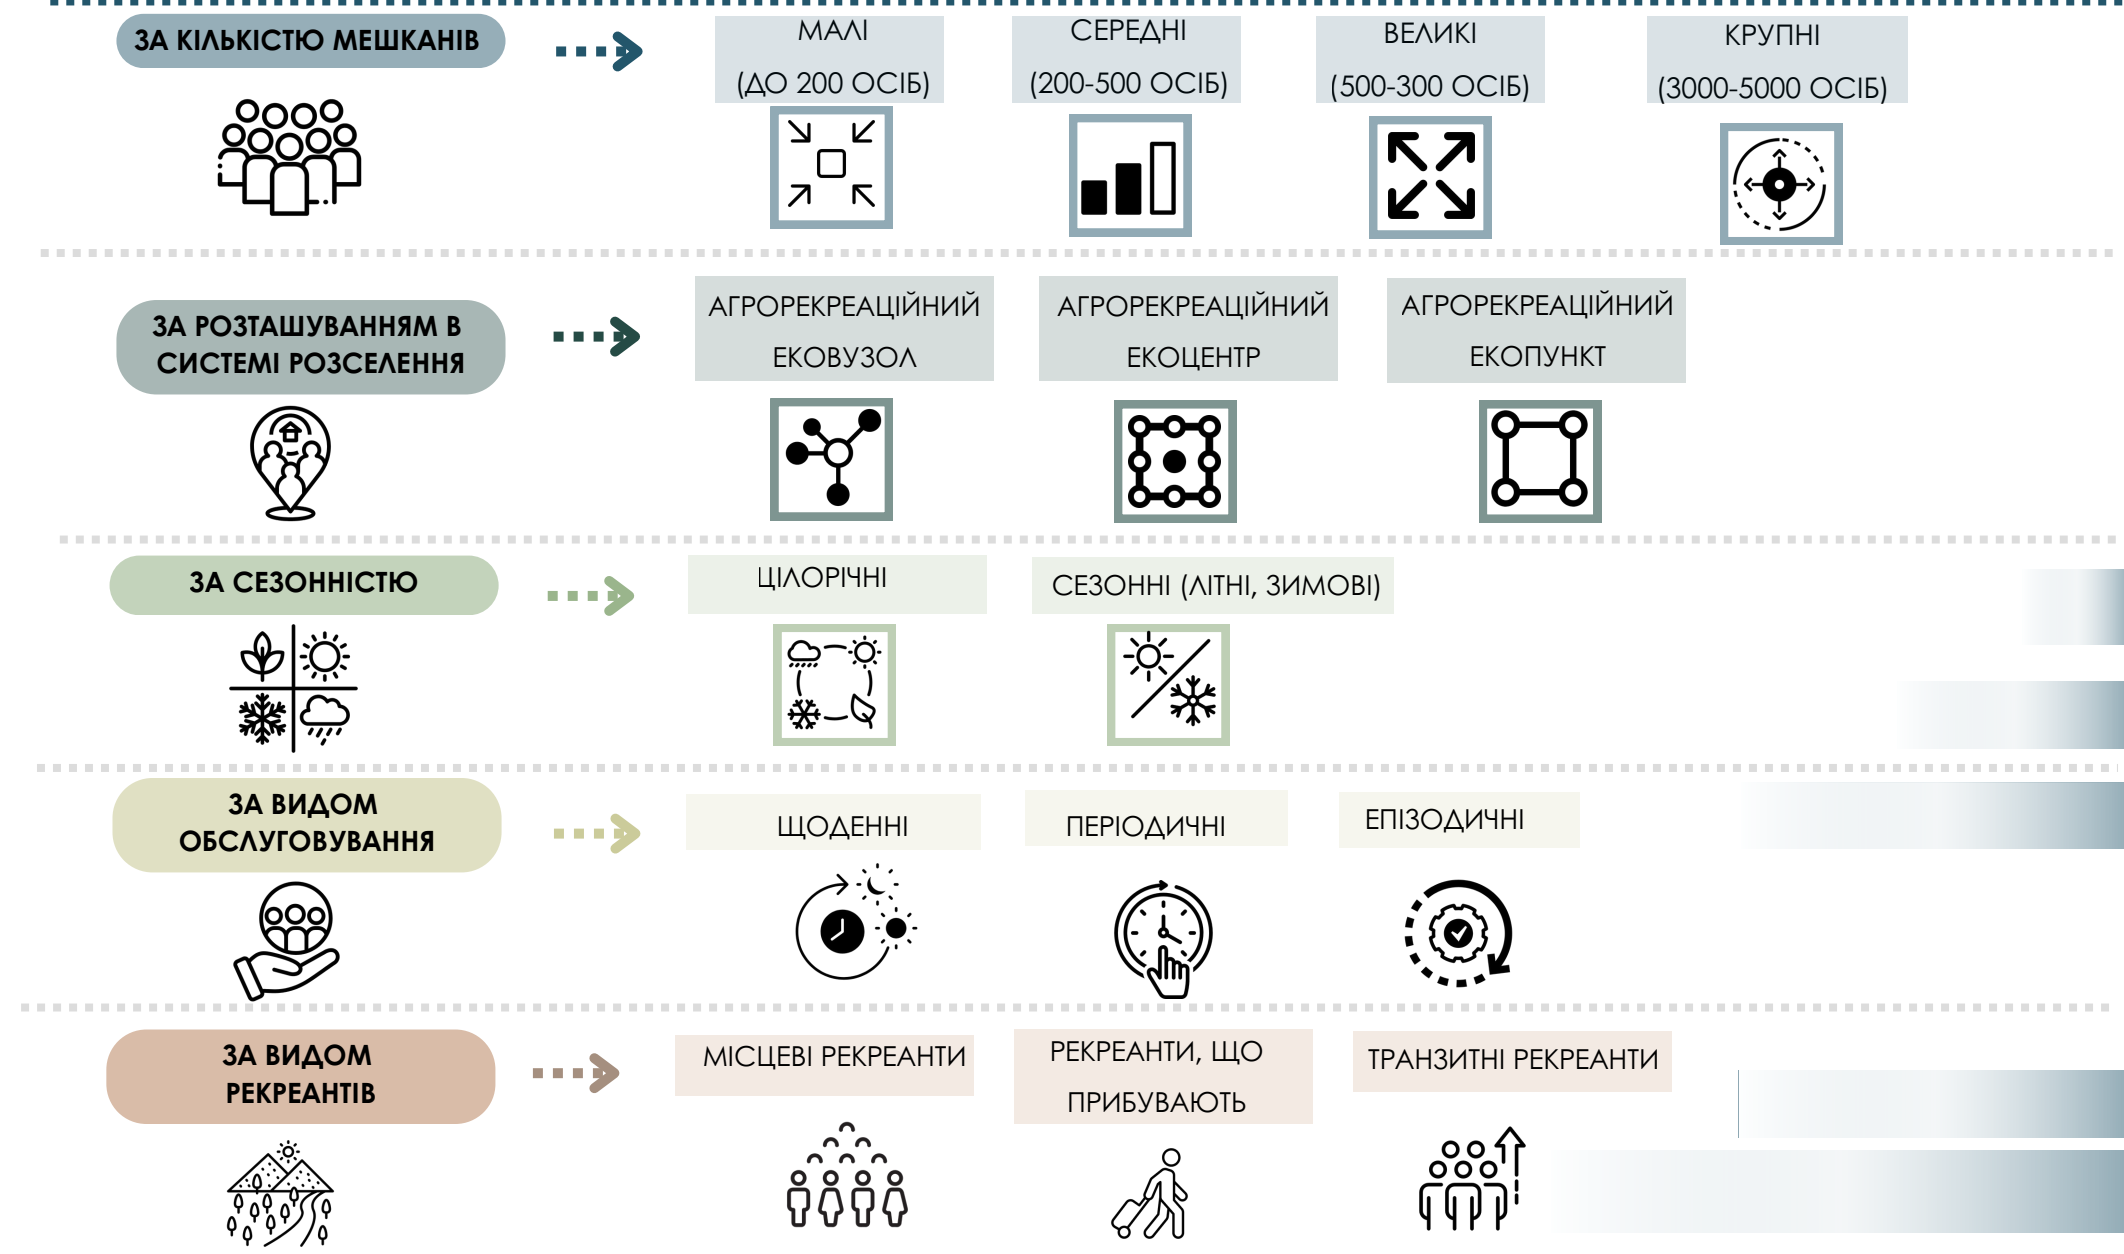 ЗА КІЛЬКІСТЮ МЕШКАНІВ
МАЛІ
(ДО 200 ОСІБ)
СЕРЕДНІ
(200-500 ОСІБ)
ВЕЛИКІ
(500-300 ОСІБ)
КРУПНІ
(3000-5000 ОСІБ)
ЗА РОЗТАШУВАННЯМ В
СИСТЕМІ РОЗСЕЛЕННЯ
АГРОРЕКРЕАЦІЙНИЙ
ЕКОВУЗОЛ
АГРОРЕКРЕАЦІЙНИЙ
ЕКОЦЕНТР
АГРОРЕКРЕАЦІЙНИЙ
ЕКОПУНКТ
ЗА СЕЗОННІСТЮ
ЦІЛОРІЧНІ
СЕЗОННІ (ЛІТНІ, ЗИМОВІ)
ЗА ВИДОМ
ОБСЛУГОВУВАННЯ
ЩОДЕННІ
ПЕРІОДИЧНІ
ЕПІЗОДИЧНІ
ЗА ВИДОМ
РЕКРЕАНТІВ
МІСЦЕВІ РЕКРЕАНТИ
РЕКРЕАНТИ, ЩО
ПРИБУВАЮТЬ
ТРАНЗИТНІ РЕКРЕАНТИ